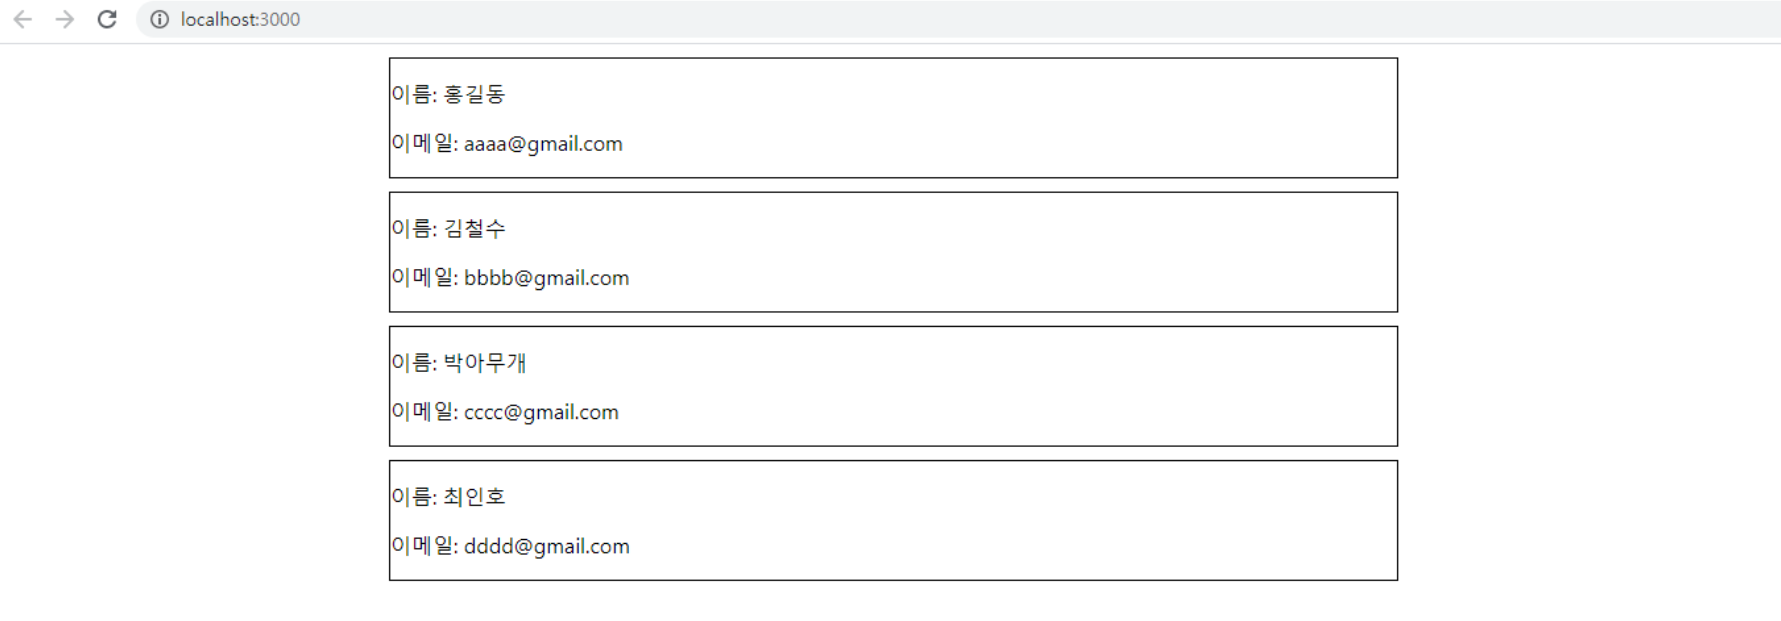 localhost:3000
이름: 홍길동
이메일: aaaa@gmail.com
이름: 김철수
이메일: bbbb@gmail.com
이름: 박아무개
이메일: cccc@gmail.com
이름: 최인호
이메일: dddd@gmail.com